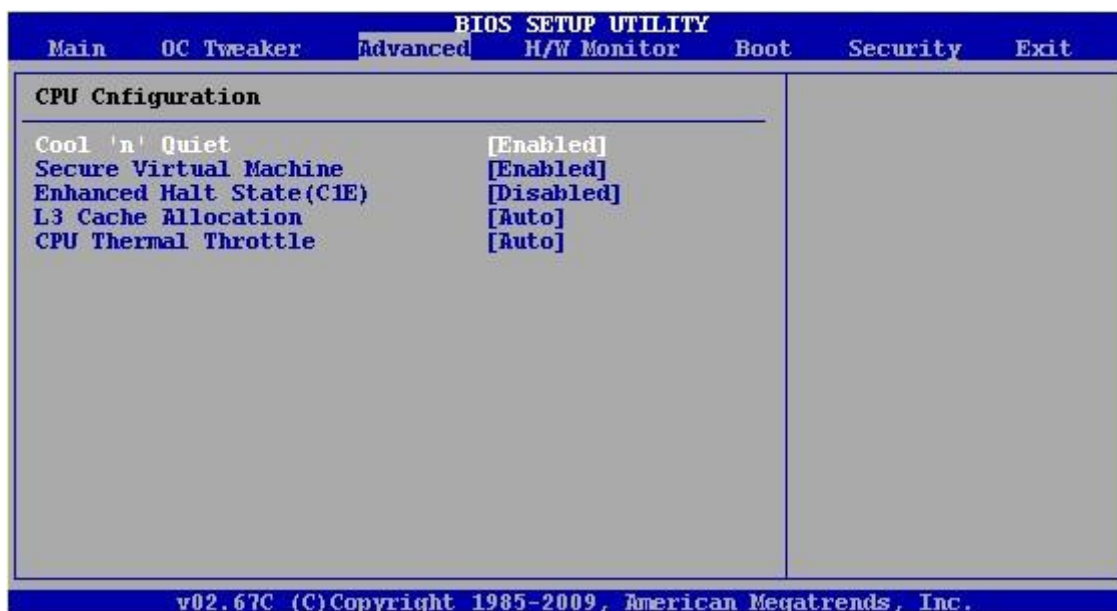 BIOS SETUP UTILITY
Main OC Tweaker Advanced H/W Monitor Boot Security Exit
CPU Cnfiguration
Cool 'n' Quiet [Enabled]
Secure Virtual Machine [Enabled]
Enhanced Halt State(C1E) [Disabled]
L3 Cache Allocation [Auto]
CPU Thermal Throttle [Auto]
v02.67C (C)Copyright 1985-2009, American Megatrends, Inc.